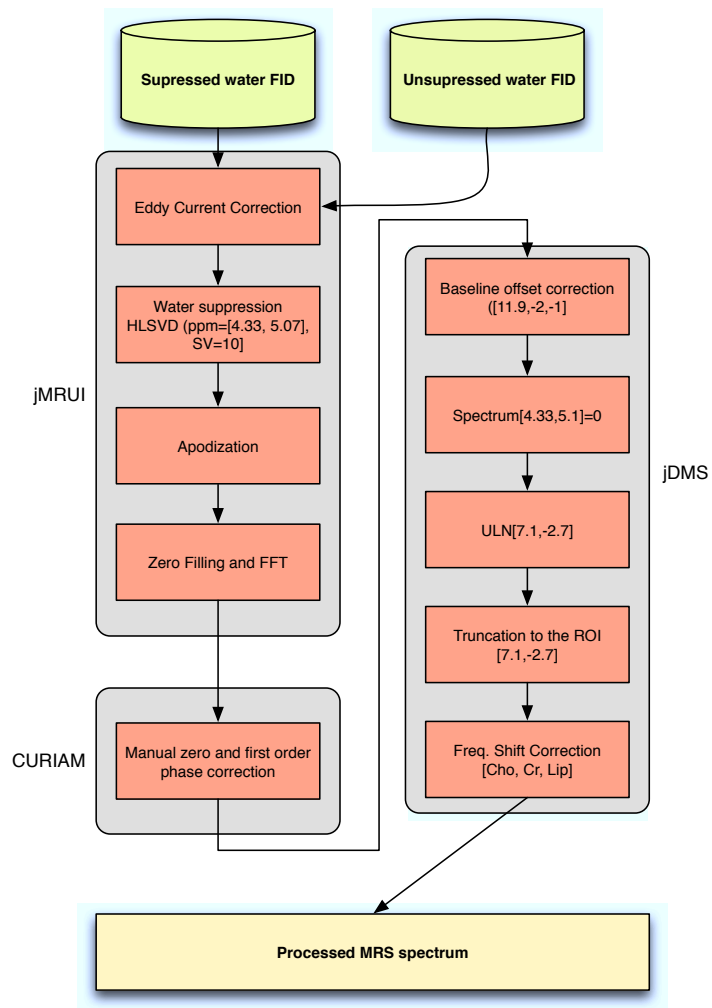 Supressed water FID
Unsupressed water FID
Eddy Current Correction
Water suppression
HLSVD (ppm=[4.33, 5.07],
SV=10]
jMRUI
Apodization
Zero Filling and FFT
CURIAM
Manual zero and first order
phase correction
Baseline offset correction
([11.9,-2,-1]
Spectrum[4.33,5.1]=0
jDMS
ULN[7.1,-2.7]
Truncation to the ROI
[7.1,-2.7]
Freq. Shift Correction
[Cho, Cr, Lip]
Processed MRS spectrum